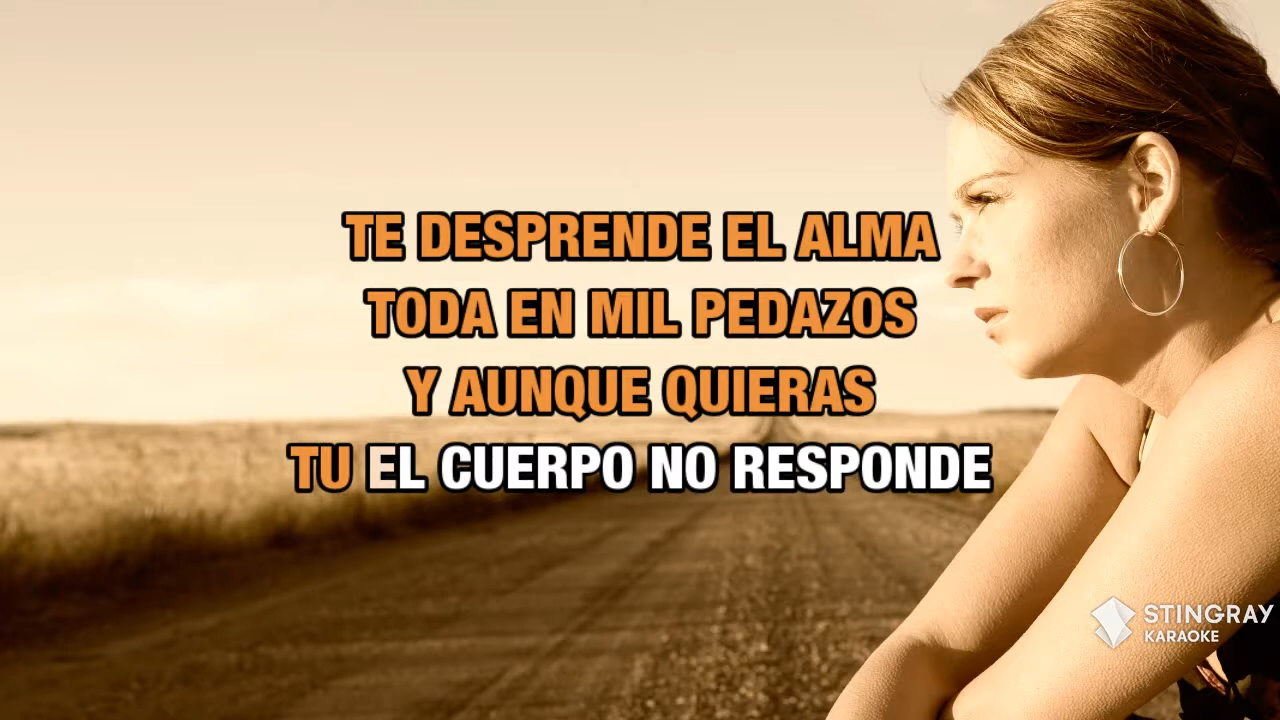 TE DESPRENDE EL ALMA
TODA EN MIL PEDAZOS
Y AUNQUE QUIERAS
TU EL CUERPO NO RESPONDE
STINGRAY
KARAOKE